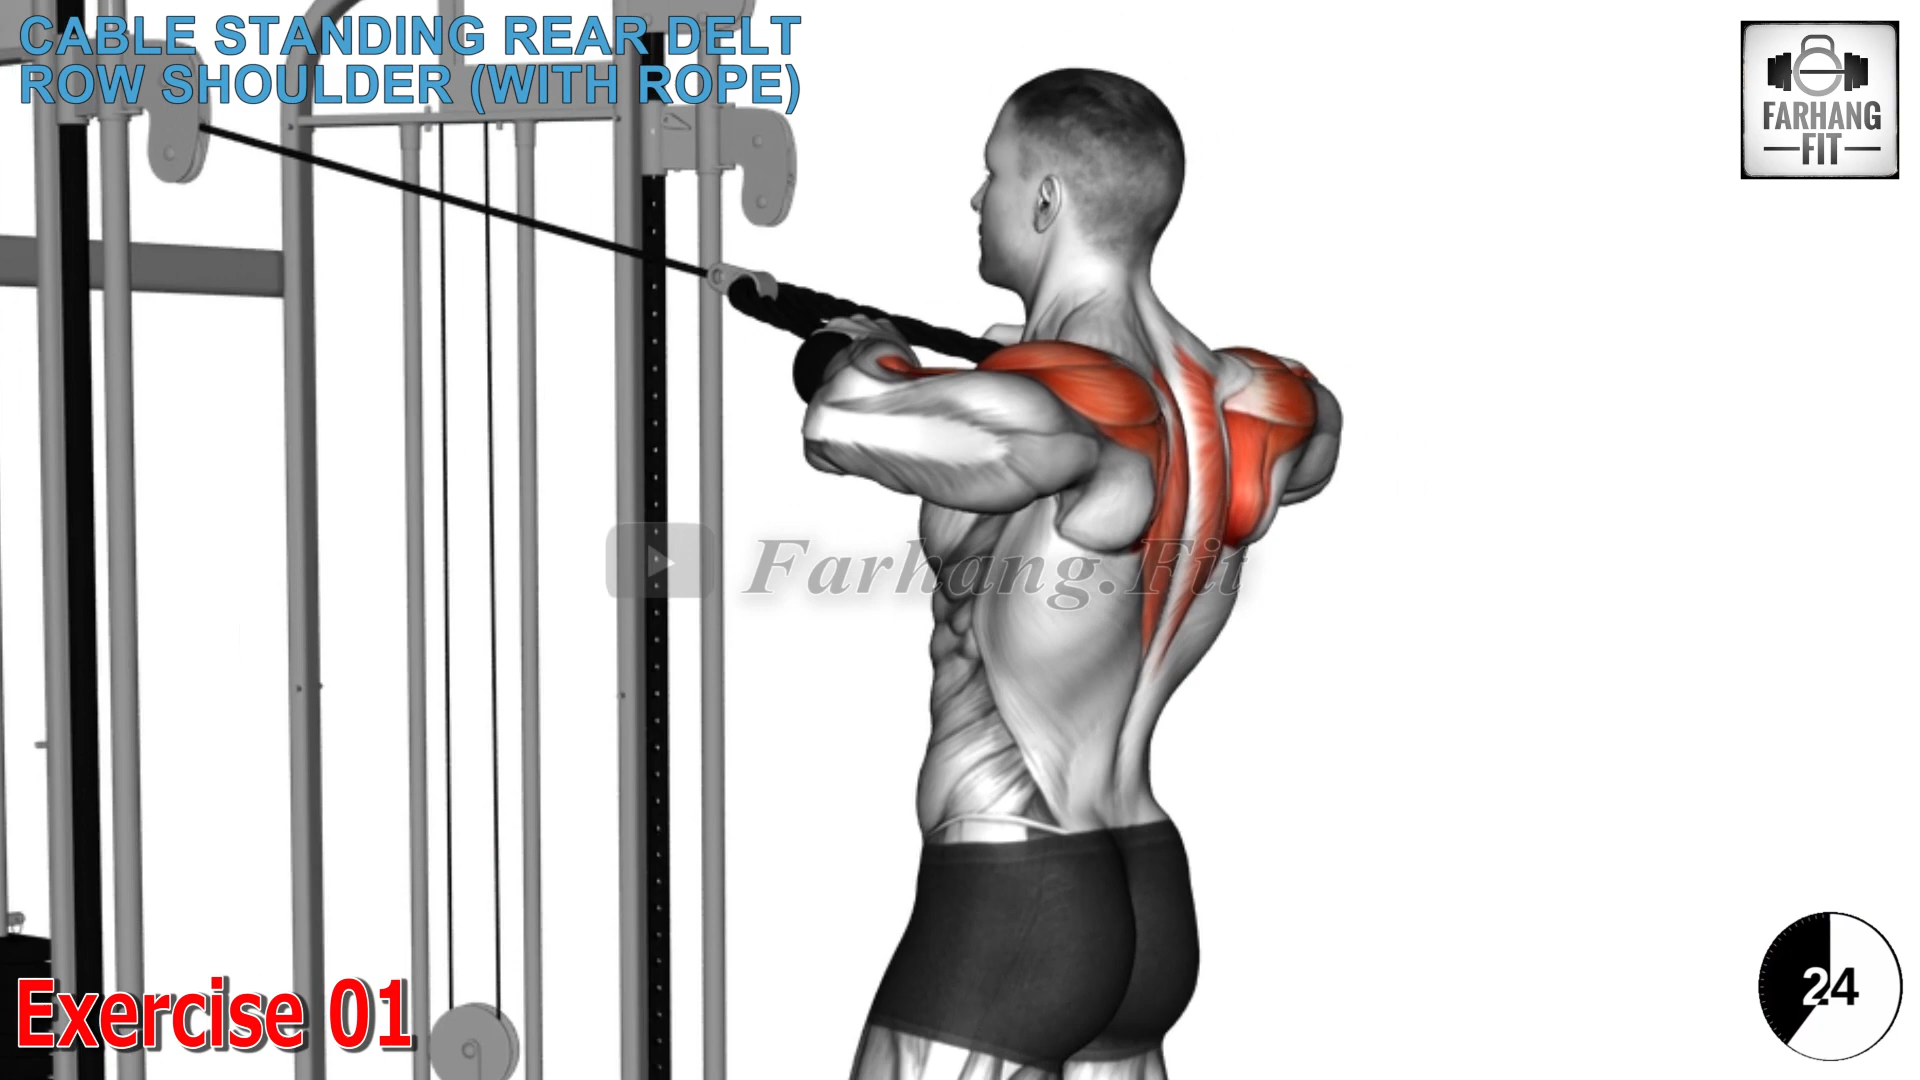 CABLE STANDING REAR DELT
ROW SHOULDER (WITH ROPE)
FARHANG
FIT
Farhang.Fit
Exercise 01
24